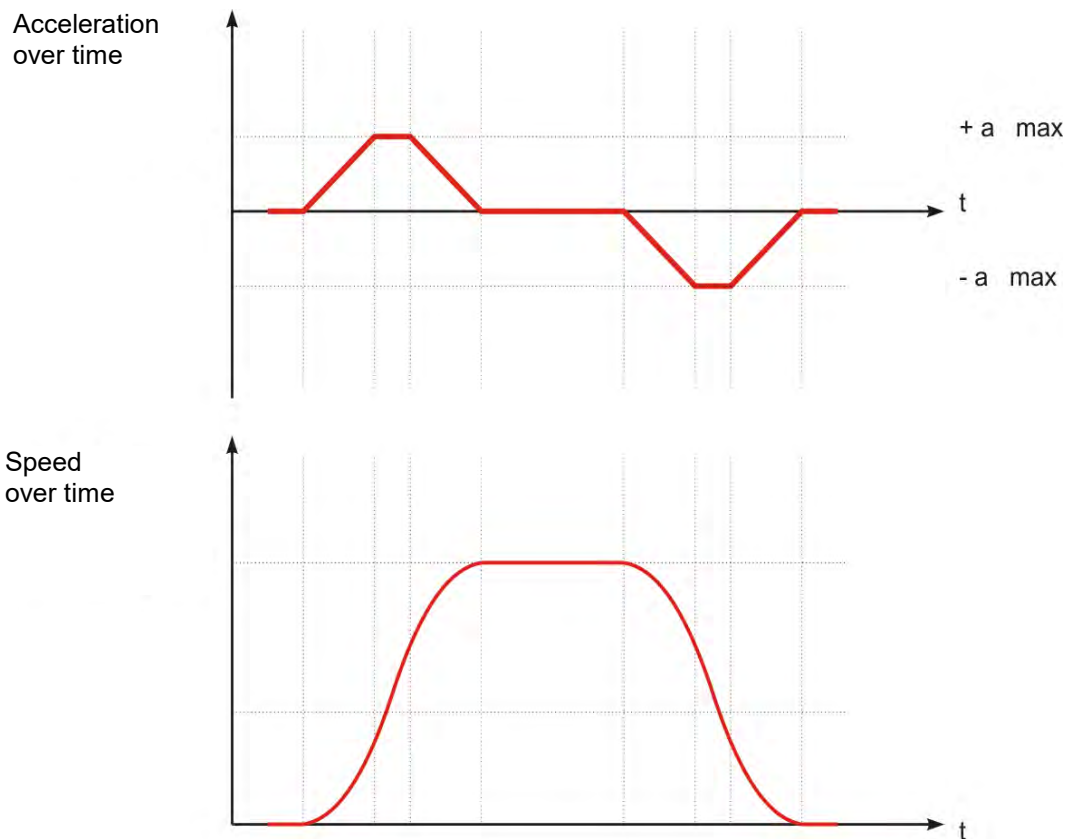 Acceleration
over time
+ a max
t
- a max
Speed
over time
t